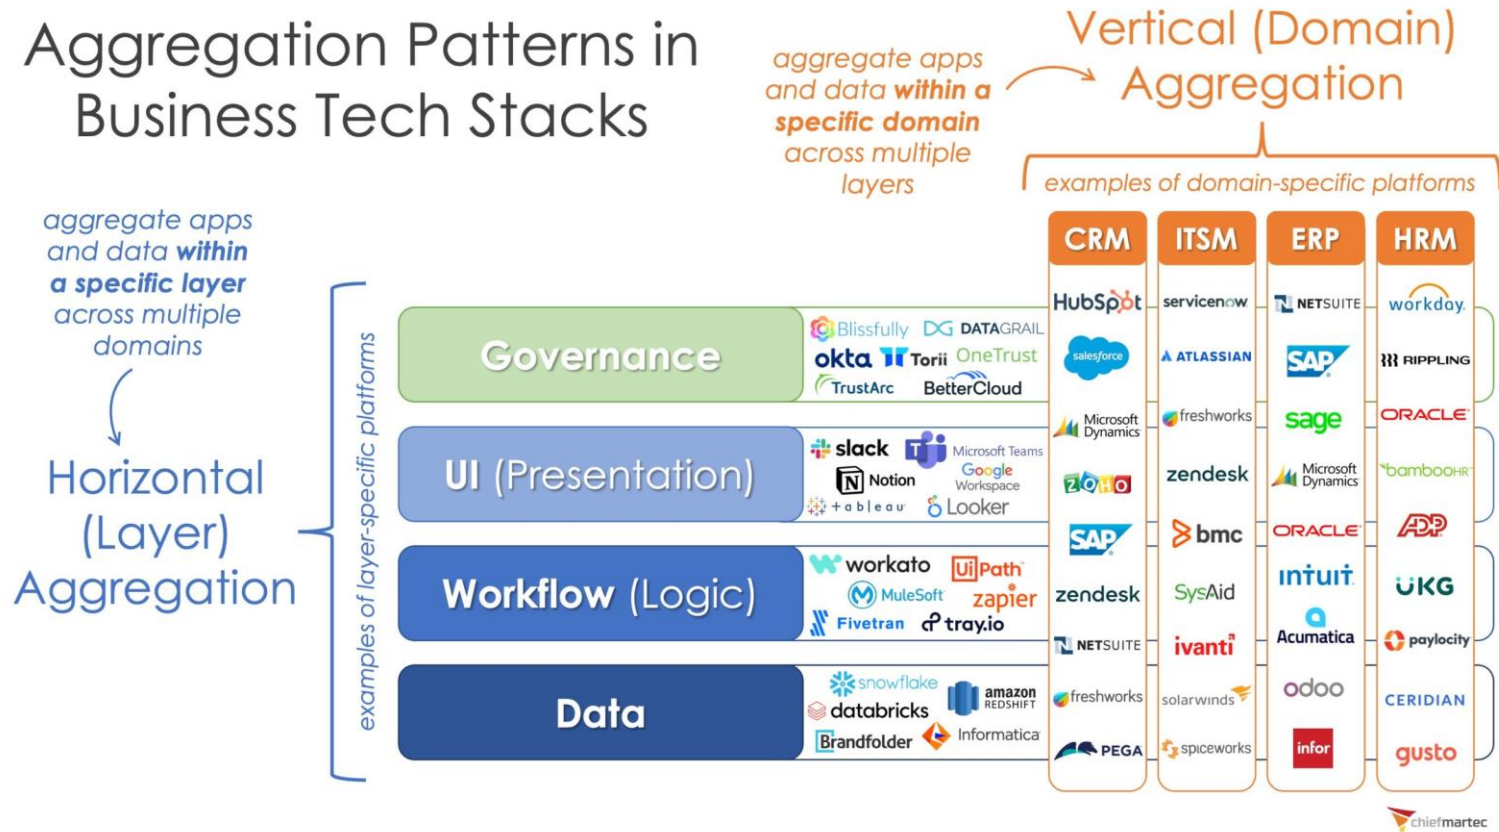 Aggregation Patterns in
Business Tech Stacks
aggregate apps
and data within a
specific domain
across multiple
layers
Vertical (Domain)
Aggregation
examples of domain-specific platforms
aggregate apps
and data within
a specific layer
across multiple
domains
Horizontal
(Layer)
Aggregation
examples of layer-specific platforms
Governance
Blissfully DG DATAGRAIL
okta Torii OneTrust
TrustArc BetterCloud
UI (Presentation)
slack T Microsoft Teams
N Notion Google
Workspace
+ableau Looker
Workflow (Logic)
workato UiPath
MuleSoft zapier
Fivetran tray.io
Data
snowflake amazon
REDSHIFT
databricks
Brandfolder Informatica
CRM
HubSpot
salesforce
Microsoft
Dynamics
ZOHO
SAP
zendesk
N NETSUITE
freshworks
PEGA
ITSM
servicenow
ATLASSIAN
freshworks
zendesk
bmc
SysAid
ivanti
solarwinds
spiceworks
ERP
N NETSUITE
SAP
sage
Microsoft
Dynamics
ORACLE
ıntuıt
Acumatica
odoo
infor
HRM
workday.
RIPPLING
ORACLE
bambooHR
ADP
UKG
paylocity
CERIDIAN
gusto
chiefmartec